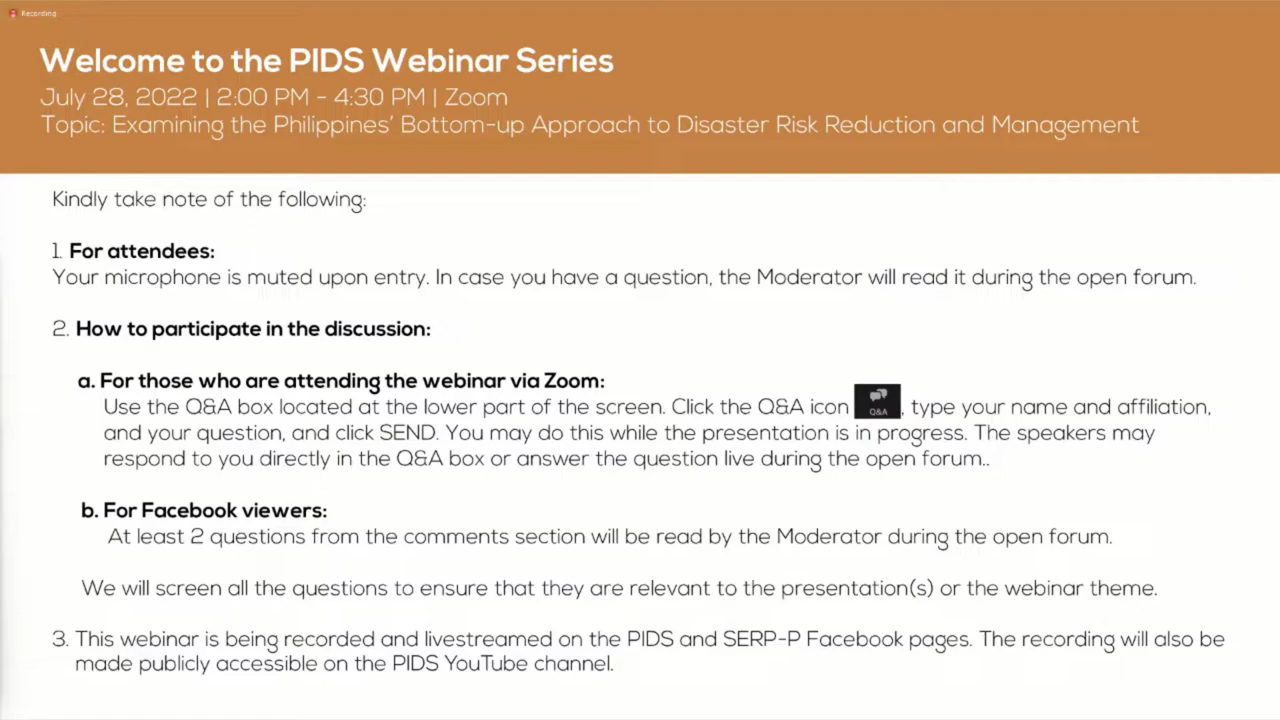 Recording
Welcome to the PIDS Webinar Series
July 28, 2022 | 2:00 PM - 4:30 PM | Zoom
Topic: Examining the Philippines' Bottom-up Approach to Disaster Risk Reduction and Management
Kindly take note of the following:
1. For attendees:
Your microphone is muted upon entry. In case you have a question, the Moderator will read it during the open forum.
2. How to participate in the discussion:
a. For those who are attending the webinar via Zoom:
Use the Q&A box located at the lower part of the screen. Click the Q&A icon Q&A, type your name and affiliation,
and your question, and click SEND. You may do this while the presentation is in progress. The speakers may
respond to you directly in the Q&A box or answer the question live during the open forum..
b. For Facebook viewers:
At least 2 questions from the comments section will be read by the Moderator during the open forum.
We will screen all the questions to ensure that they are relevant to the presentation(s) or the webinar theme.
3. This webinar is being recorded and livestreamed on the PIDS and SERP-P Facebook pages. The recording will also be
made publicly accessible on the PIDS YouTube channel.